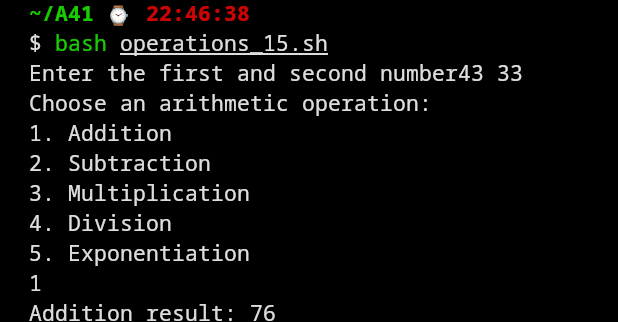 ~/A41 ⌚ 22:46:38
$ bash operations_15.sh
Enter the first and second number43 33
Choose an arithmetic operation:
1. Addition
2. Subtraction
3. Multiplication
4. Division
5. Exponentiation
1
Addition result: 76